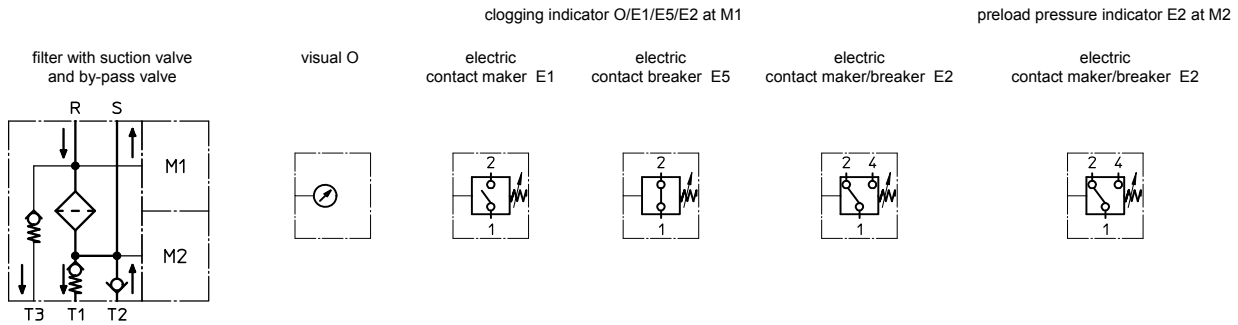 clogging indicator O/E1/E5/E2 at M1
preload pressure indicator E2 at M2
filter with suction valve
and by-pass valve
visual O
electric
contact maker E1
electric
contact breaker E5
electric
contact maker/breaker E2
electric
contact maker/breaker E2
R S
M1
M2
T3 T1 T2
2
1
2
1
2 4
1
2 4
1